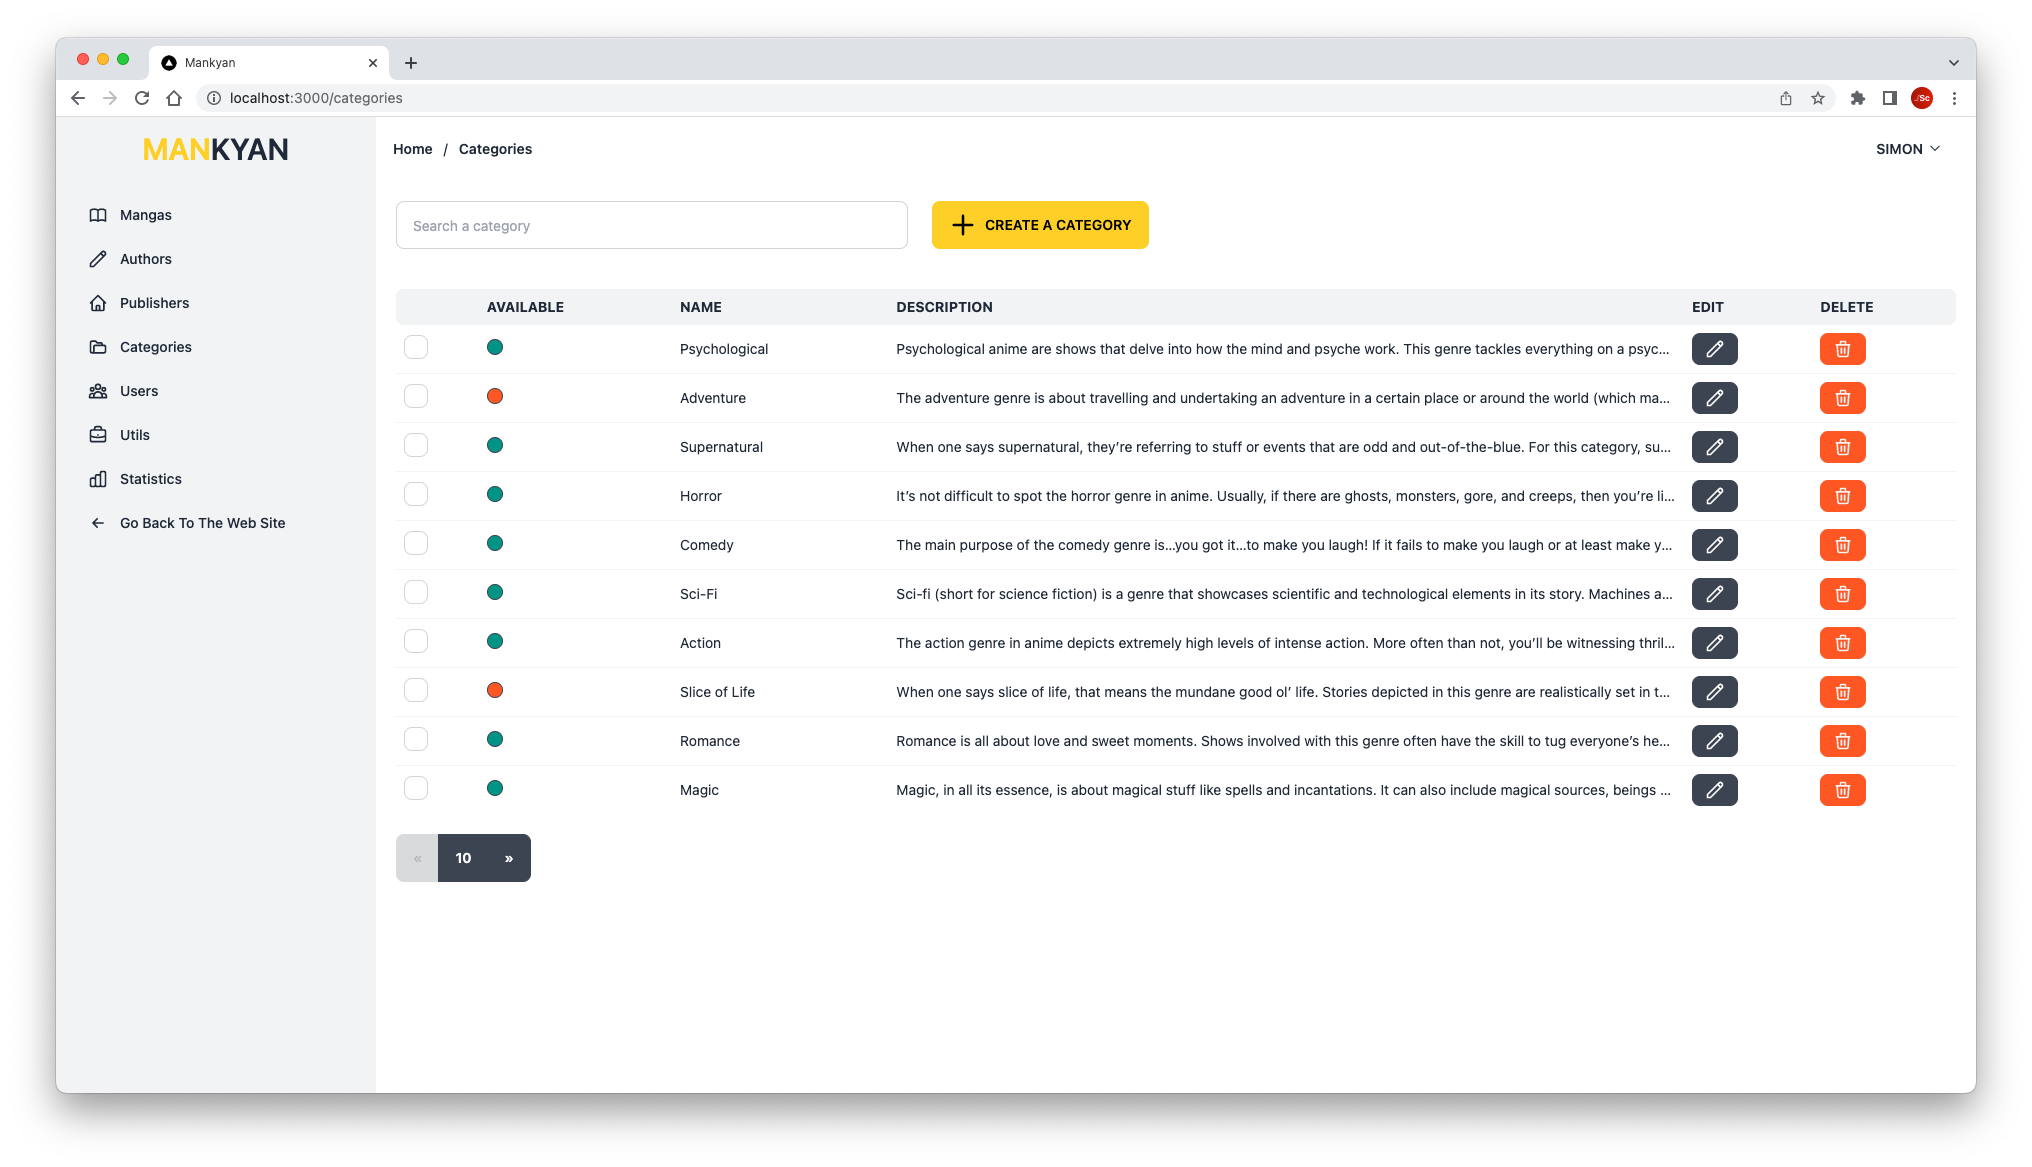 Mankyan
localhost:3000/categories
MANKYAN
Home / Categories
SIMON
Mangas
Authors
Publishers
Categories
Users
Utils
Statistics
Go Back To The Web Site
Search a category
CREATE A CATEGORY
AVAILABLE NAME DESCRIPTION EDIT DELETE
Psychological Psychological anime are shows that delve into how the mind and psyche work. This genre tackles everything on a psyc...
Adventure The adventure genre is about travelling and undertaking an adventure in a certain place or around the world (which ma...
Supernatural When one says supernatural, they’re referring to stuff or events that are odd and out-of-the-blue. For this category, su...
Horror It’s not difficult to spot the horror genre in anime. Usually, if there are ghosts, monsters, gore, and creeps, then you’re li...
Comedy The main purpose of the comedy genre is...you got it...to make you laugh! If it fails to make you laugh or at least make y...
Sci-Fi Sci-fi (short for science fiction) is a genre that showcases scientific and technological elements in its story. Machines a...
Action The action genre in anime depicts extremely high levels of intense action. More often than not, you’ll be witnessing thril...
Slice of Life When one says slice of life, that means the mundane good ol’ life. Stories depicted in this genre are realistically set in t...
Romance Romance is all about love and sweet moments. Shows involved with this genre often have the skill to tug everyone’s he...
Magic Magic, in all its essence, is about magical stuff like spells and incantations. It can also include magical sources, beings ...
« 10 »